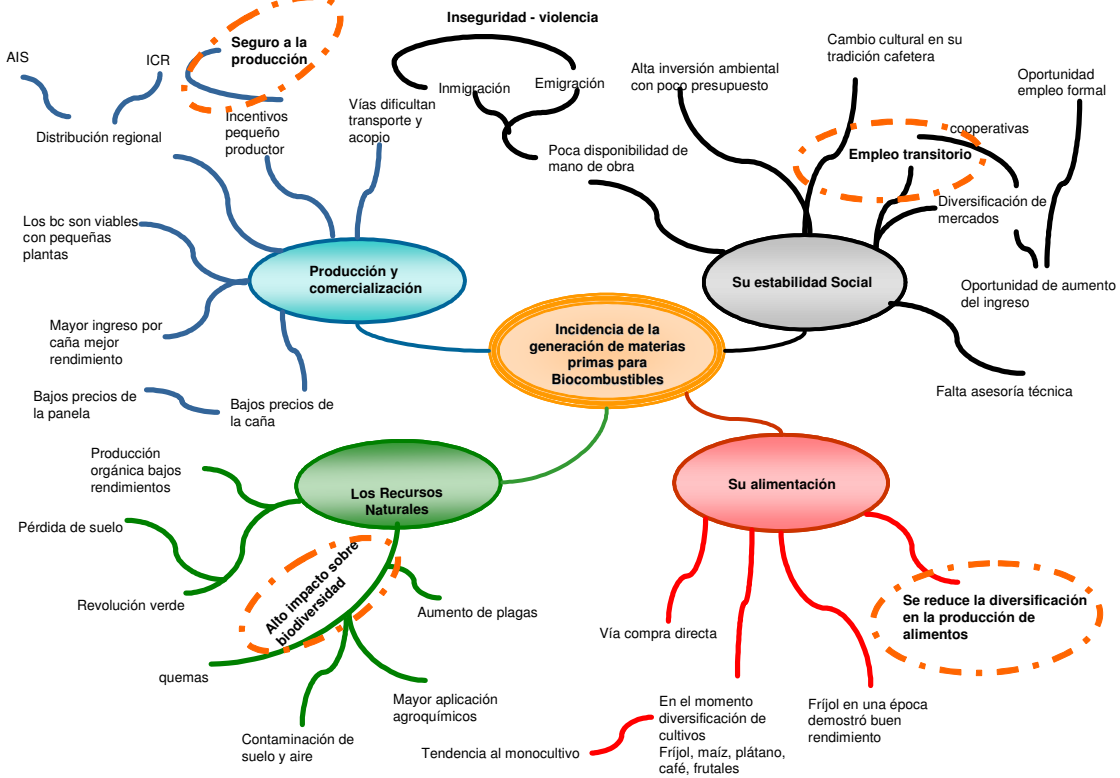 Inseguridad - violencia
AIS
ICR
Seguro a la
producción
Inmigración
Emigración
Alta inversión ambiental
con poco presupuesto
Cambio cultural en su
tradición cafetera
Oportunidad
empleo formal
Distribución regional
Incentivos
pequeño
productor
Vías dificultan
transporte y
acopio
Poca disponibilidad de
mano de obra
cooperativas
Empleo transitorio
Diversificación de
mercados
Los bc son viables
con pequeñas
plantas
Producción y
comercialización
Su estabilidad Social
Oportunidad de aumento
del ingreso
Mayor ingreso por
caña mejor
rendimiento
Incidencia de la
generación de materias
primas para
Biocombustibles
Falta asesoría técnica
Bajos precios de
la panela
Bajos precios de
la caña
Producción
orgánica bajos
rendimientos
Los Recursos
Naturales
Su alimentación
Pérdida de suelo
Revolución verde
Alto impacto sobre
biodiversidad
Aumento de plagas
quemas
Mayor aplicación
agroquímicos
Contaminación de
suelo y aire
Vía compra directa
Se reduce la diversificación
en la producción de
alimentos
En el momento
diversificación de
cultivos
Fríjol, maíz, plátano,
café, frutales
Fríjol en una época
demostró buen
rendimiento
Tendencia al monocultivo